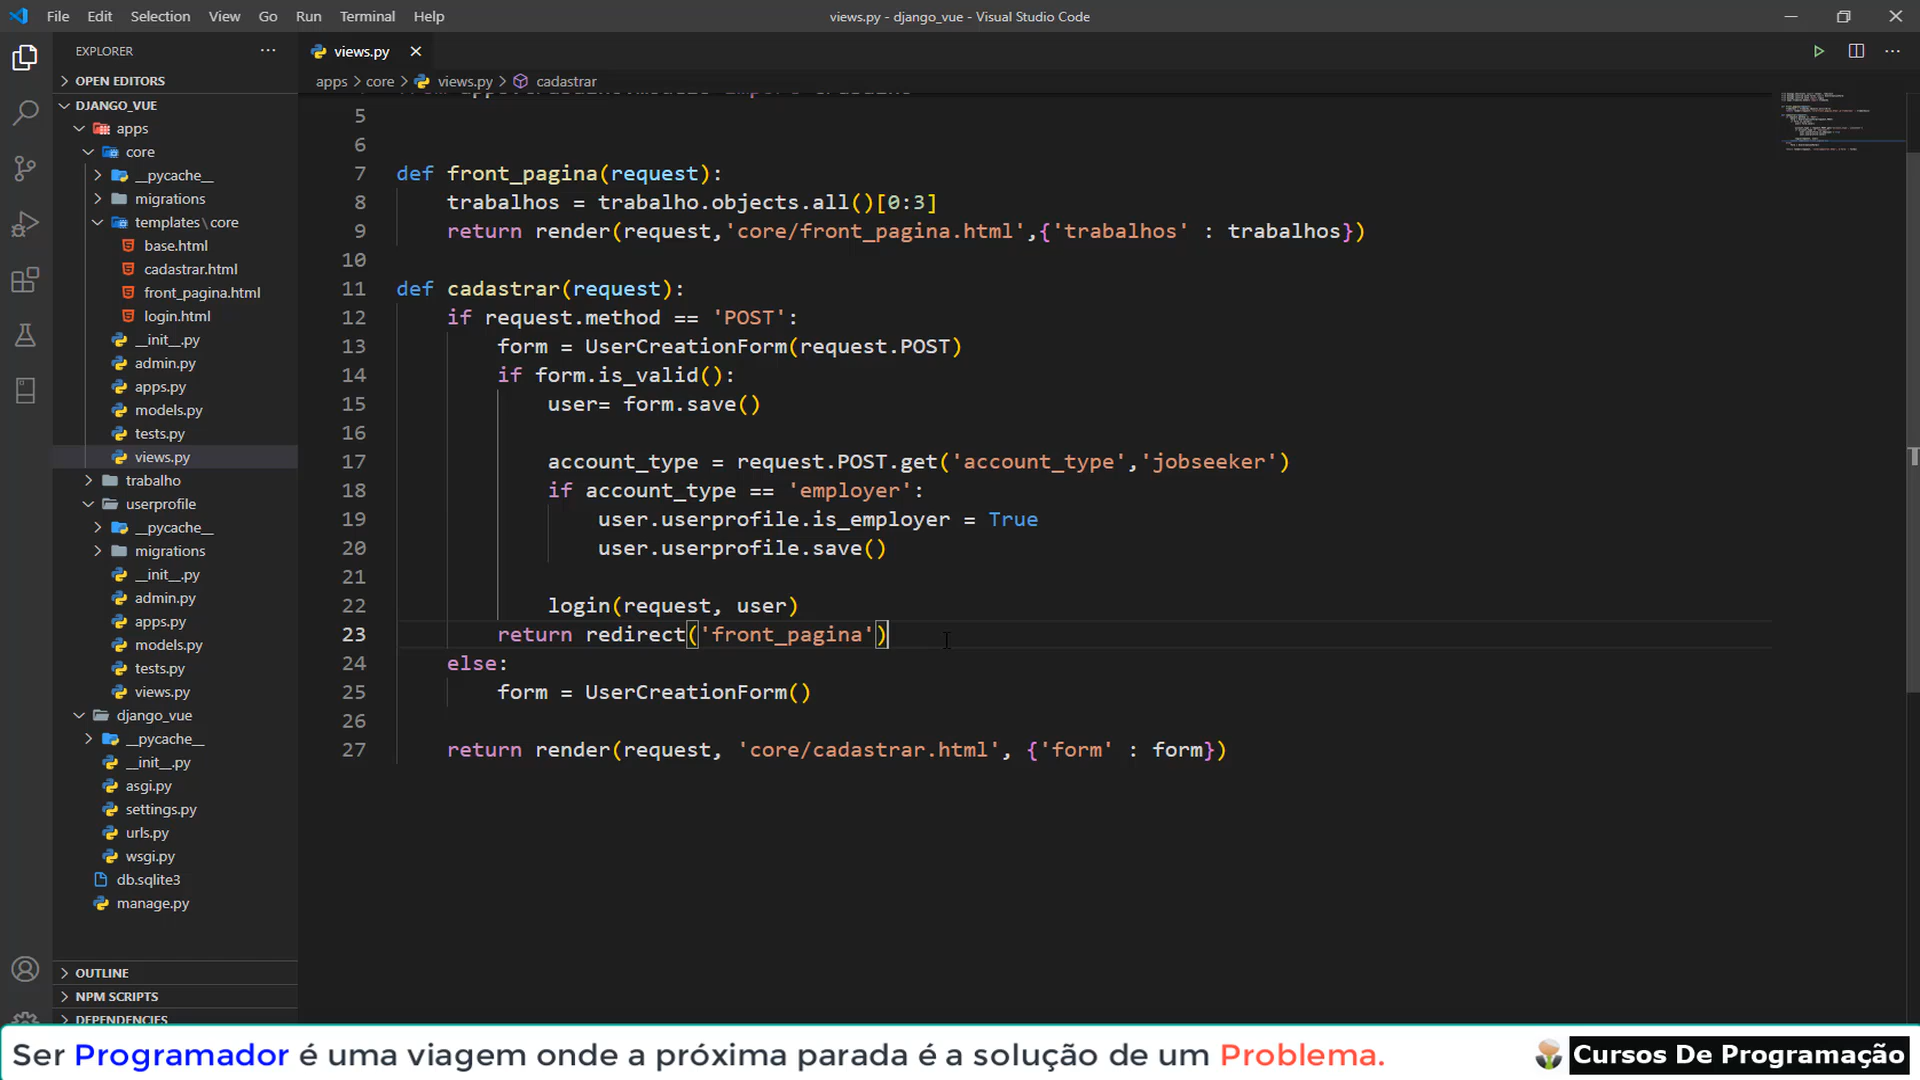 File Edit Selection View Go Run Terminal Help
views.py - django_vue - Visual Studio Code
EXPLORER
OPEN EDITORS
DJANGO_VUE
apps
core
__pycache__
migrations
templates\core
base.html
cadastrar.html
front_pagina.html
login.html
__init__.py
admin.py
apps.py
models.py
tests.py
views.py
trabalho
userprofile
__pycache__
migrations
__init__.py
admin.py
apps.py
models.py
tests.py
views.py
django_vue
__pycache__
__init__.py
asgi.py
settings.py
urls.py
wsgi.py
db.sqlite3
manage.py
OUTLINE
NPM SCRIPTS
DEPENDENCIES
views.py
apps > core > views.py > cadastrar
5
6
7 def front_pagina(request):
8 trabalhos = trabalho.objects.all()[0:3]
9 return render(request,'core/front_pagina.html',{'trabalhos' : trabalhos})
10
11 def cadastrar(request):
12 if request.method == 'POST':
13 form = UserCreationForm(request.POST)
14 if form.is_valid():
15 user= form.save()
16
17 account_type = request.POST.get('account_type','jobseeker')
18 if account_type == 'employer':
19 user.userprofile.is_employer = True
20 user.userprofile.save()
21
22 login(request, user)
23 return redirect('front_pagina')
24 else:
25 form = UserCreationForm()
26
27 return render(request, 'core/cadastrar.html', {'form' : form})
Ser Programador é uma viagem onde a próxima parada é a solução de um Problema.
Cursos De Programação